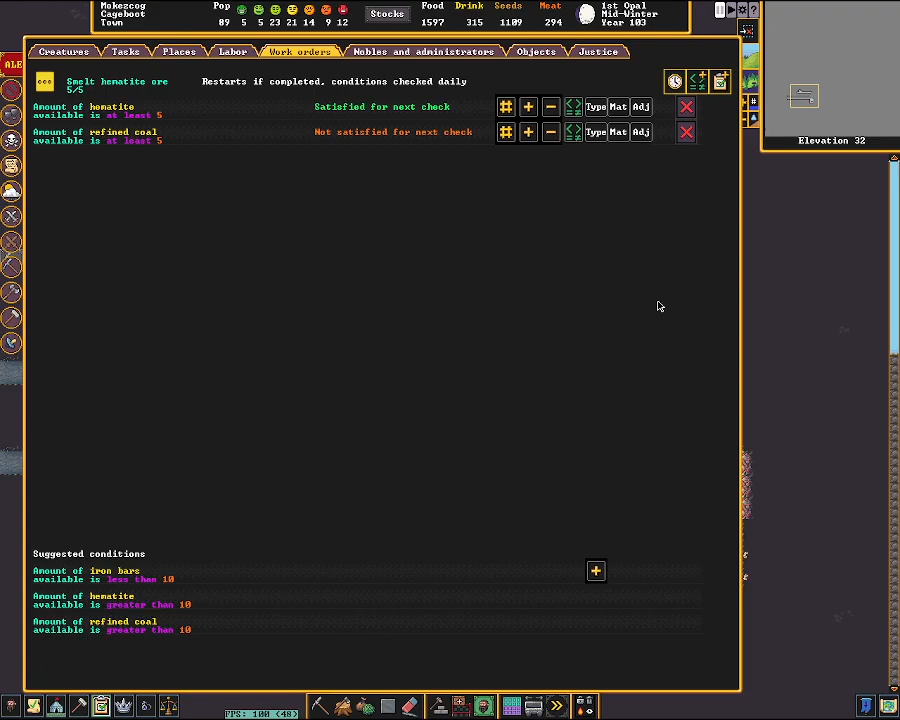 Mokezcog
Cageboot
Town
Pop
89 5 5 23 21 14 9 12
Stocks
Food Drink Seeds Meat
1597 315 1109 294
1st Opal
Mid-Winter
Year 103
Creatures Tasks Places Labor Work orders Nobles and administrators Objects Justice
ALE
Smelt hematite ore
5/5
Restarts if completed, conditions checked daily
Amount of hematite
available is at least 5
Satisfied for next check
Type Mat Adj
Amount of refined coal
available is at least 5
Not satisfied for next check
Type Mat Adj
Elevation 32
Suggested conditions
Amount of iron bars
available is less than 10
Amount of hematite
available is greater than 10
Amount of refined coal
available is greater than 10
FPS: 100 (48)